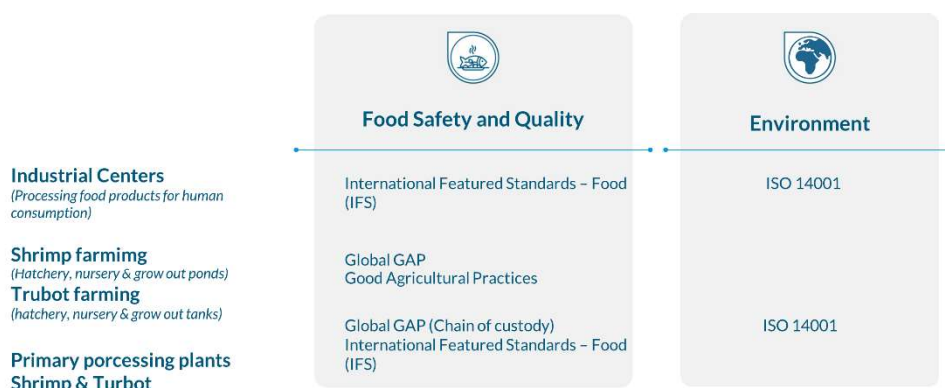 Food Safety and Quality
Environment
Industrial Centers
(Processing food products for human
consumption)
International Featured Standards – Food
(IFS)
ISO 14001
Shrimp farmimg
(Hatchery, nursery & grow out ponds)
Trubot farming
(hatchery, nursery & grow out tanks)
Global GAP
Good Agricultural Practices
Primary porcessing plants
Shrimp & Turbot
Global GAP (Chain of custody)
International Featured Standards – Food
(IFS)
ISO 14001